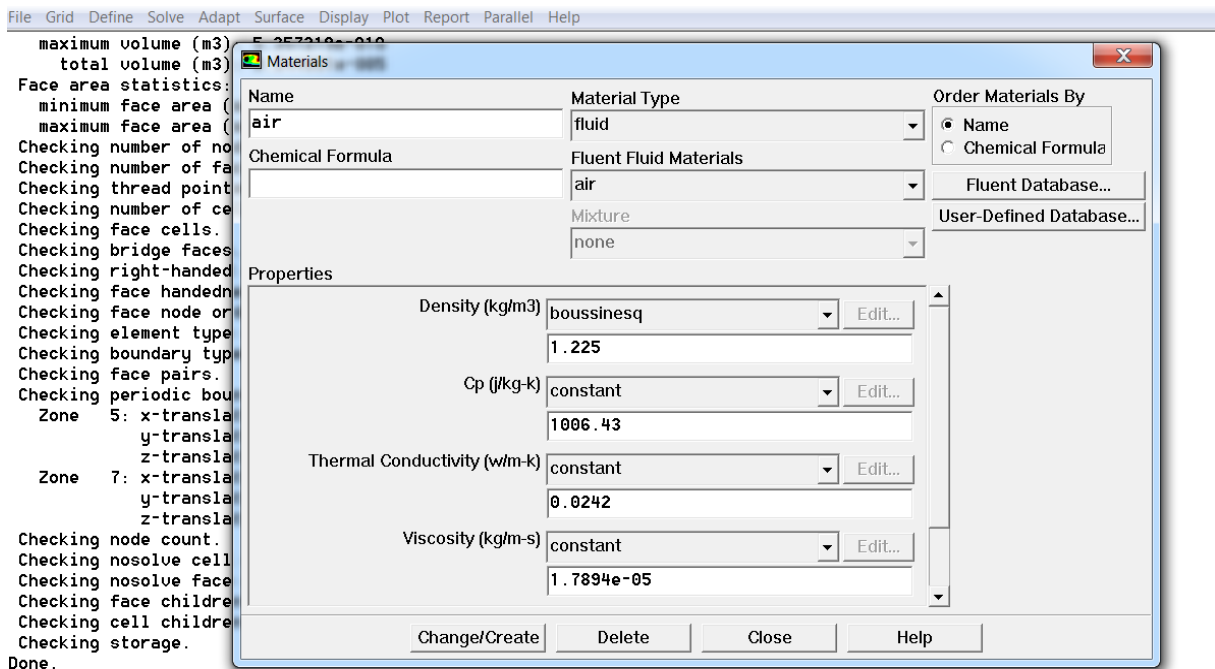 File Grid Define Solve Adapt Surface Display Plot Report Parallel Help
maximum volume (m3)
total volume (m3)
Face area statistics:
minimum face area (
maximum face area (
Checking number of no
Checking number of fa
Checking thread point
Checking number of ce
Checking face cells.
Checking bridge faces
Checking right-handed
Checking face handedn
Checking face node or
Checking element type
Checking boundary typ
Checking face pairs.
Checking periodic bou
Zone 5: x-transla
y-transla
z-transla
Zone 7: x-transla
y-transla
z-transla
Checking node count.
Checking nosolve cell
Checking nosolve face
Checking face childre
Checking cell childre
Checking storage.
Done.
Materials
Name
air
Chemical Formula
Material Type
fluid
Fluent Fluid Materials
air
Mixture
none
Order Materials By
Name
Chemical Formula
Fluent Database...
User-Defined Database...
Properties
Density (kg/m3) boussinesq Edit...
1.225
Cp (j/kg-k) constant Edit...
1006.43
Thermal Conductivity (w/m-k) constant Edit...
0.0242
Viscosity (kg/m-s) constant Edit...
1.7894e-05
Change/Create Delete Close Help